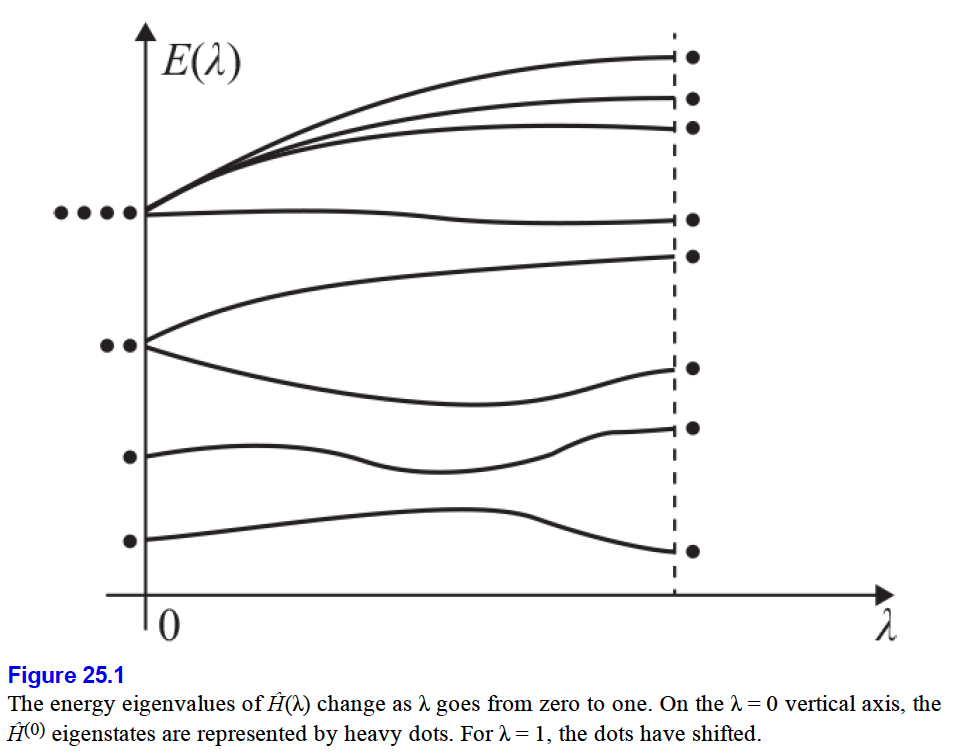 E(λ)
0
λ
Figure 25.1
The energy eigenvalues of Ĥ(λ) change as λ goes from zero to one. On the λ = 0 vertical axis, the
Ĥ⁽⁰⁾ eigenstates are represented by heavy dots. For λ = 1, the dots have shifted.